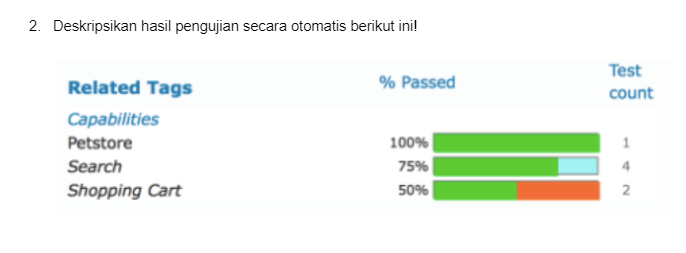 2. Deskripsikan hasil pengujian secara otomatis berikut ini!
Related Tags % Passed Test count
Capabilities
Petstore 100% 1
Search 75% 4
Shopping Cart 50% 2